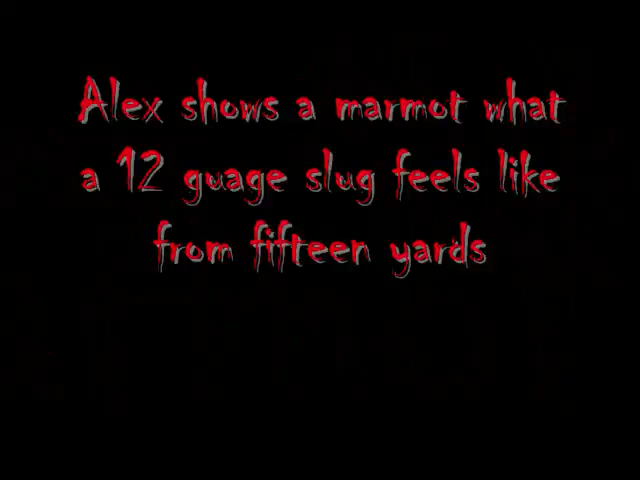 Alex shows a marmot what
a 12 guage slug feels like
from fifteen yards